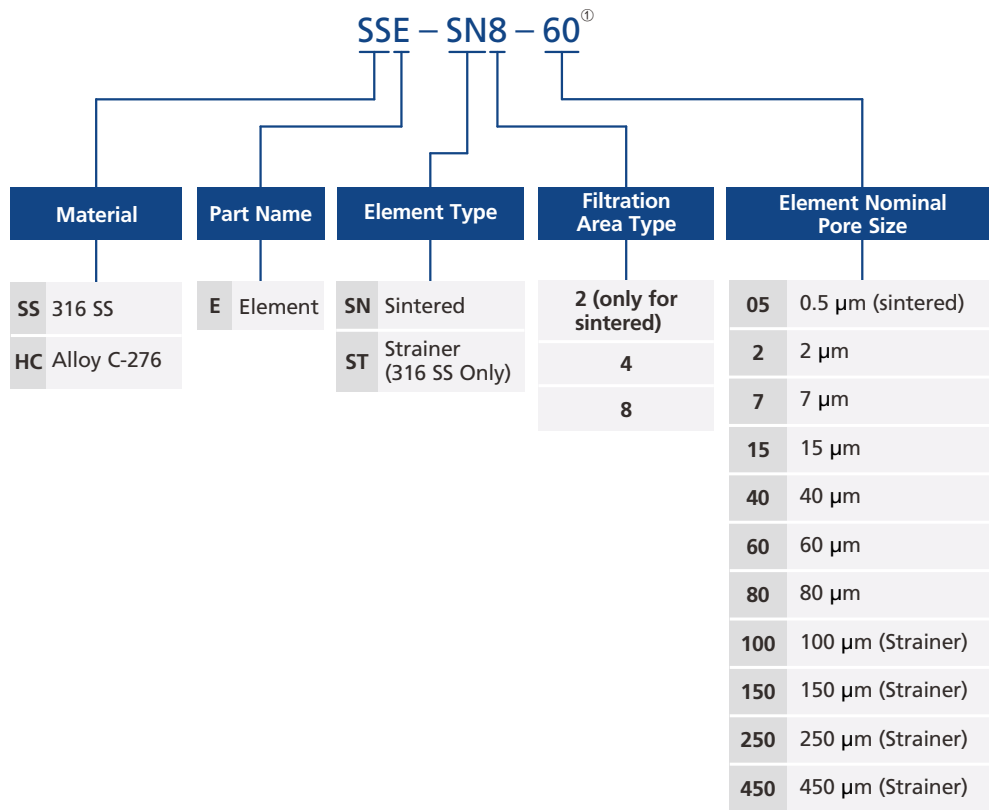 SSE – SN8 – 60①
Material
SS 316 SS
HC Alloy C-276
Part Name
E Element
Element Type
SN Sintered
ST Strainer
(316 SS Only)
Filtration
Area Type
2 (only for
sintered)
4
8
Element Nominal
Pore Size
05 0.5 μm (sintered)
2 2 μm
7 7 μm
15 15 μm
40 40 μm
60 60 μm
80 80 μm
100 100 μm (Strainer)
150 150 μm (Strainer)
250 250 μm (Strainer)
450 450 μm (Strainer)